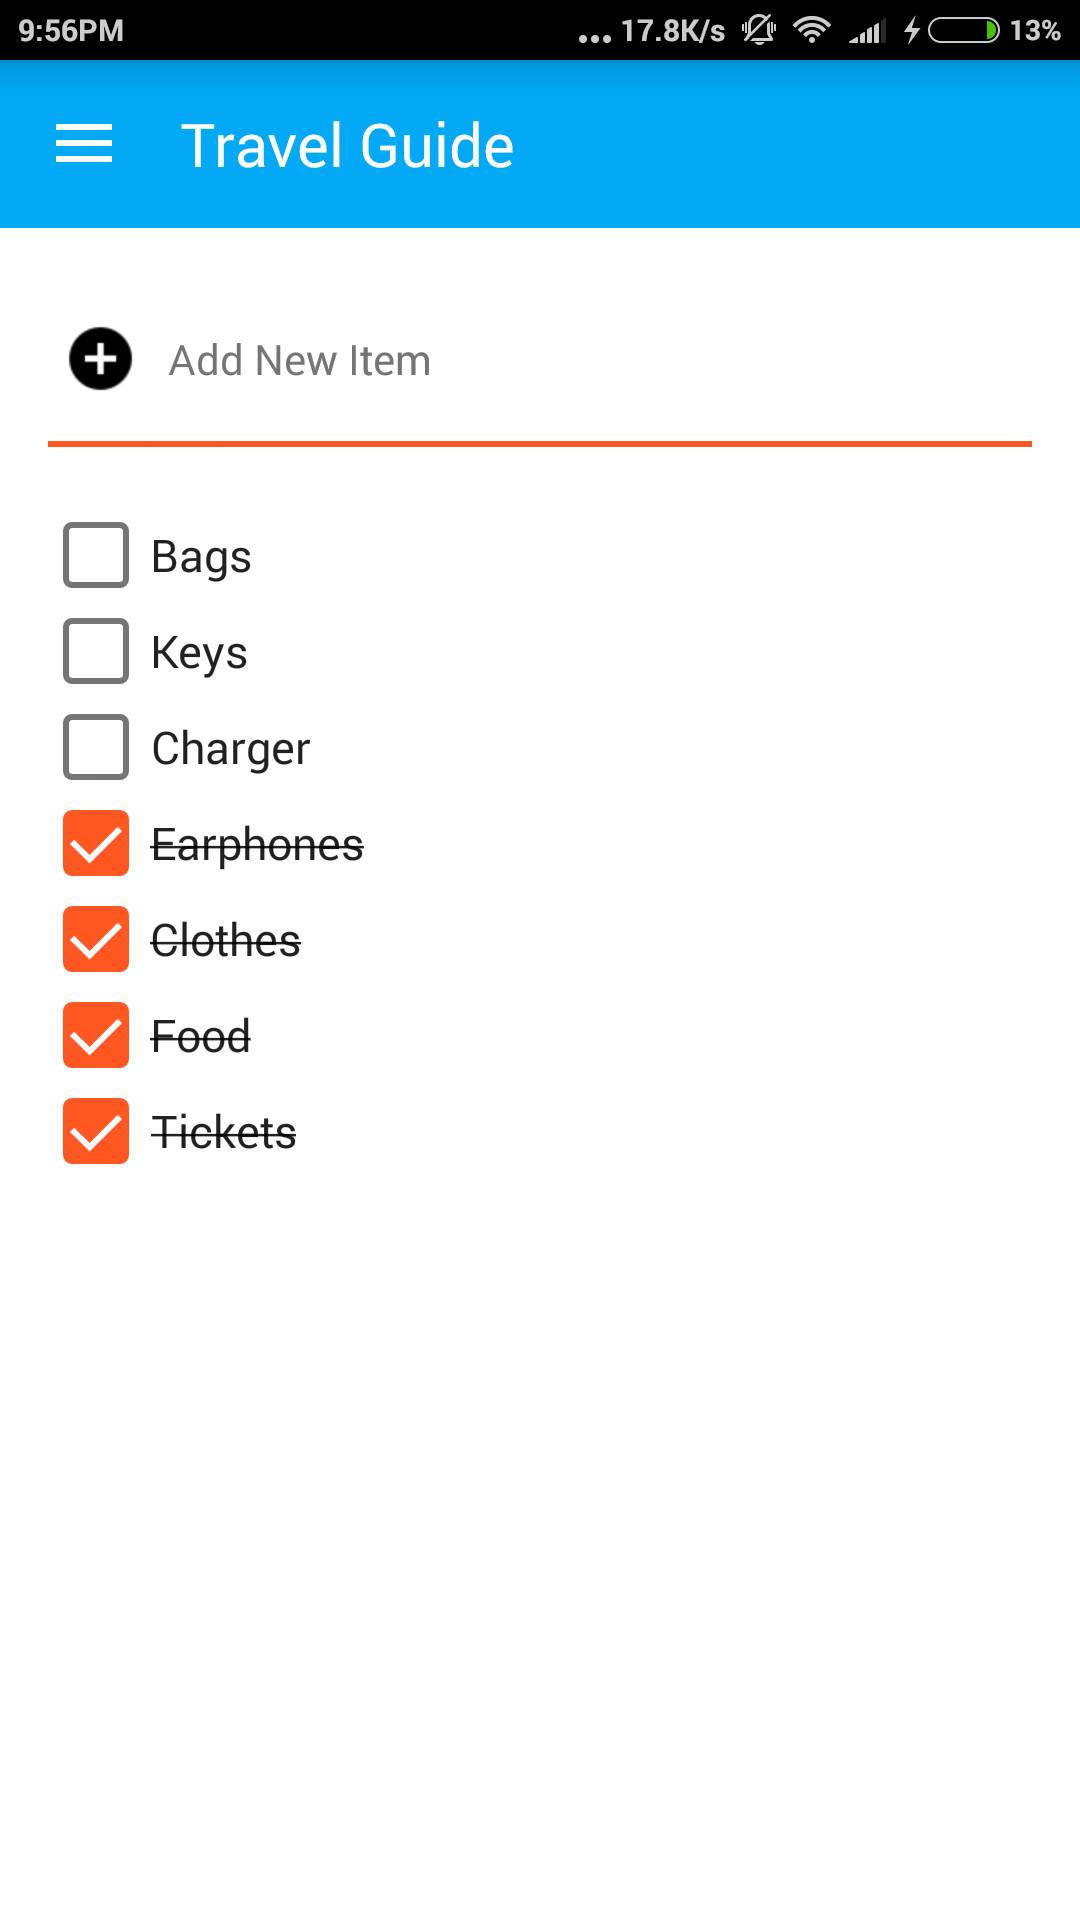 9:56PM ... 17.8K/s 13%
Travel Guide
Add New Item
Bags
Keys
Charger
Earphones
Clothes
Food
Tickets